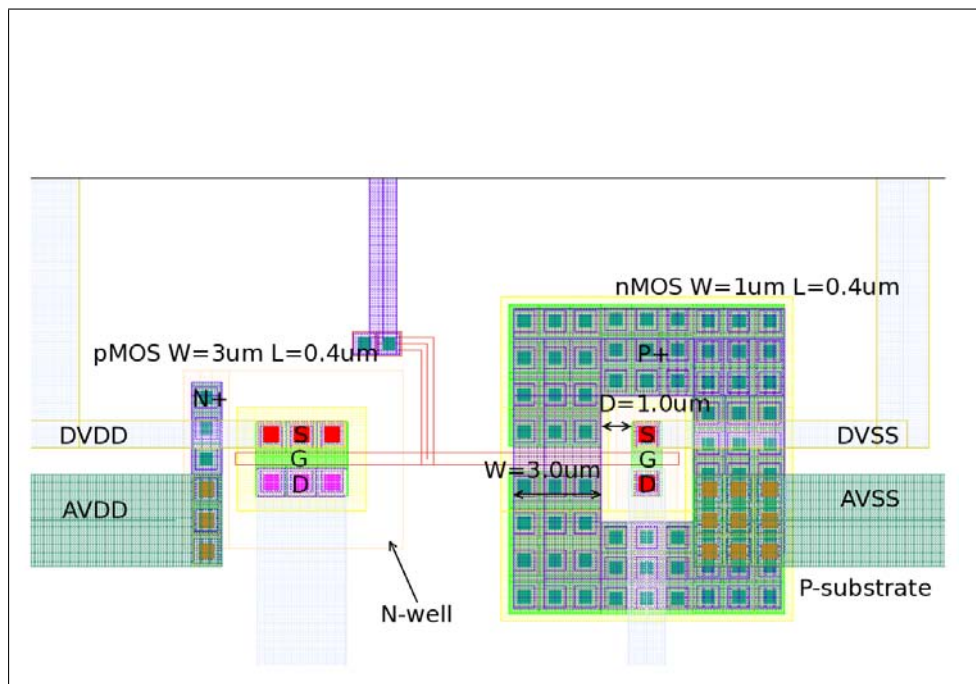 nMOS W=1um L=0.4um
pMOS W=3um L=0.4um
P+
N+
D=1.0um
DVDD
S
S
DVSS
G
G
W=3.0um
D
D
AVDD
AVSS
P-substrate
N-well